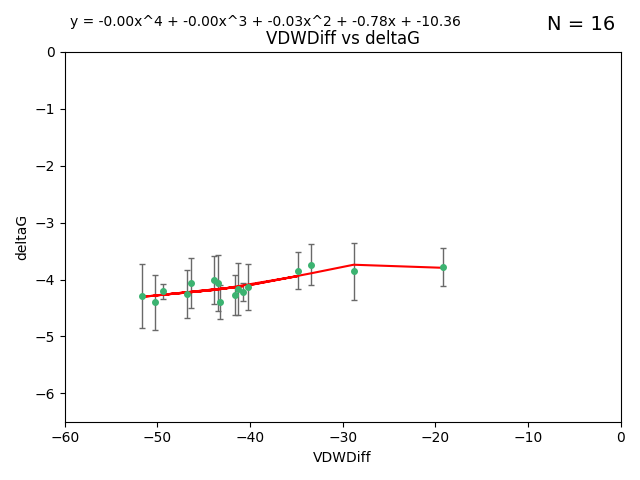 y = -0.00x^4 + -0.00x^3 + -0.03x^2 + -0.78x + -10.36
N = 16
VDWDiff vs deltaG
0
−1
−2
−3
−4
−5
−6
deltaG
−60 −50 −40 −30 −20 −10 0
VDWDiff